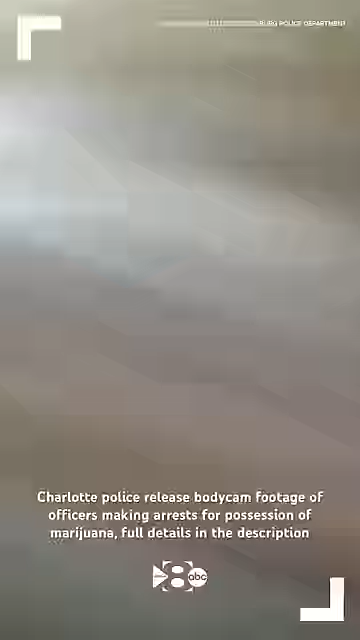 BURG POLICE DEPARTMENT
Charlotte police release bodycam footage of
officers making arrests for possession of
marijuana, full details in the description
8 abc